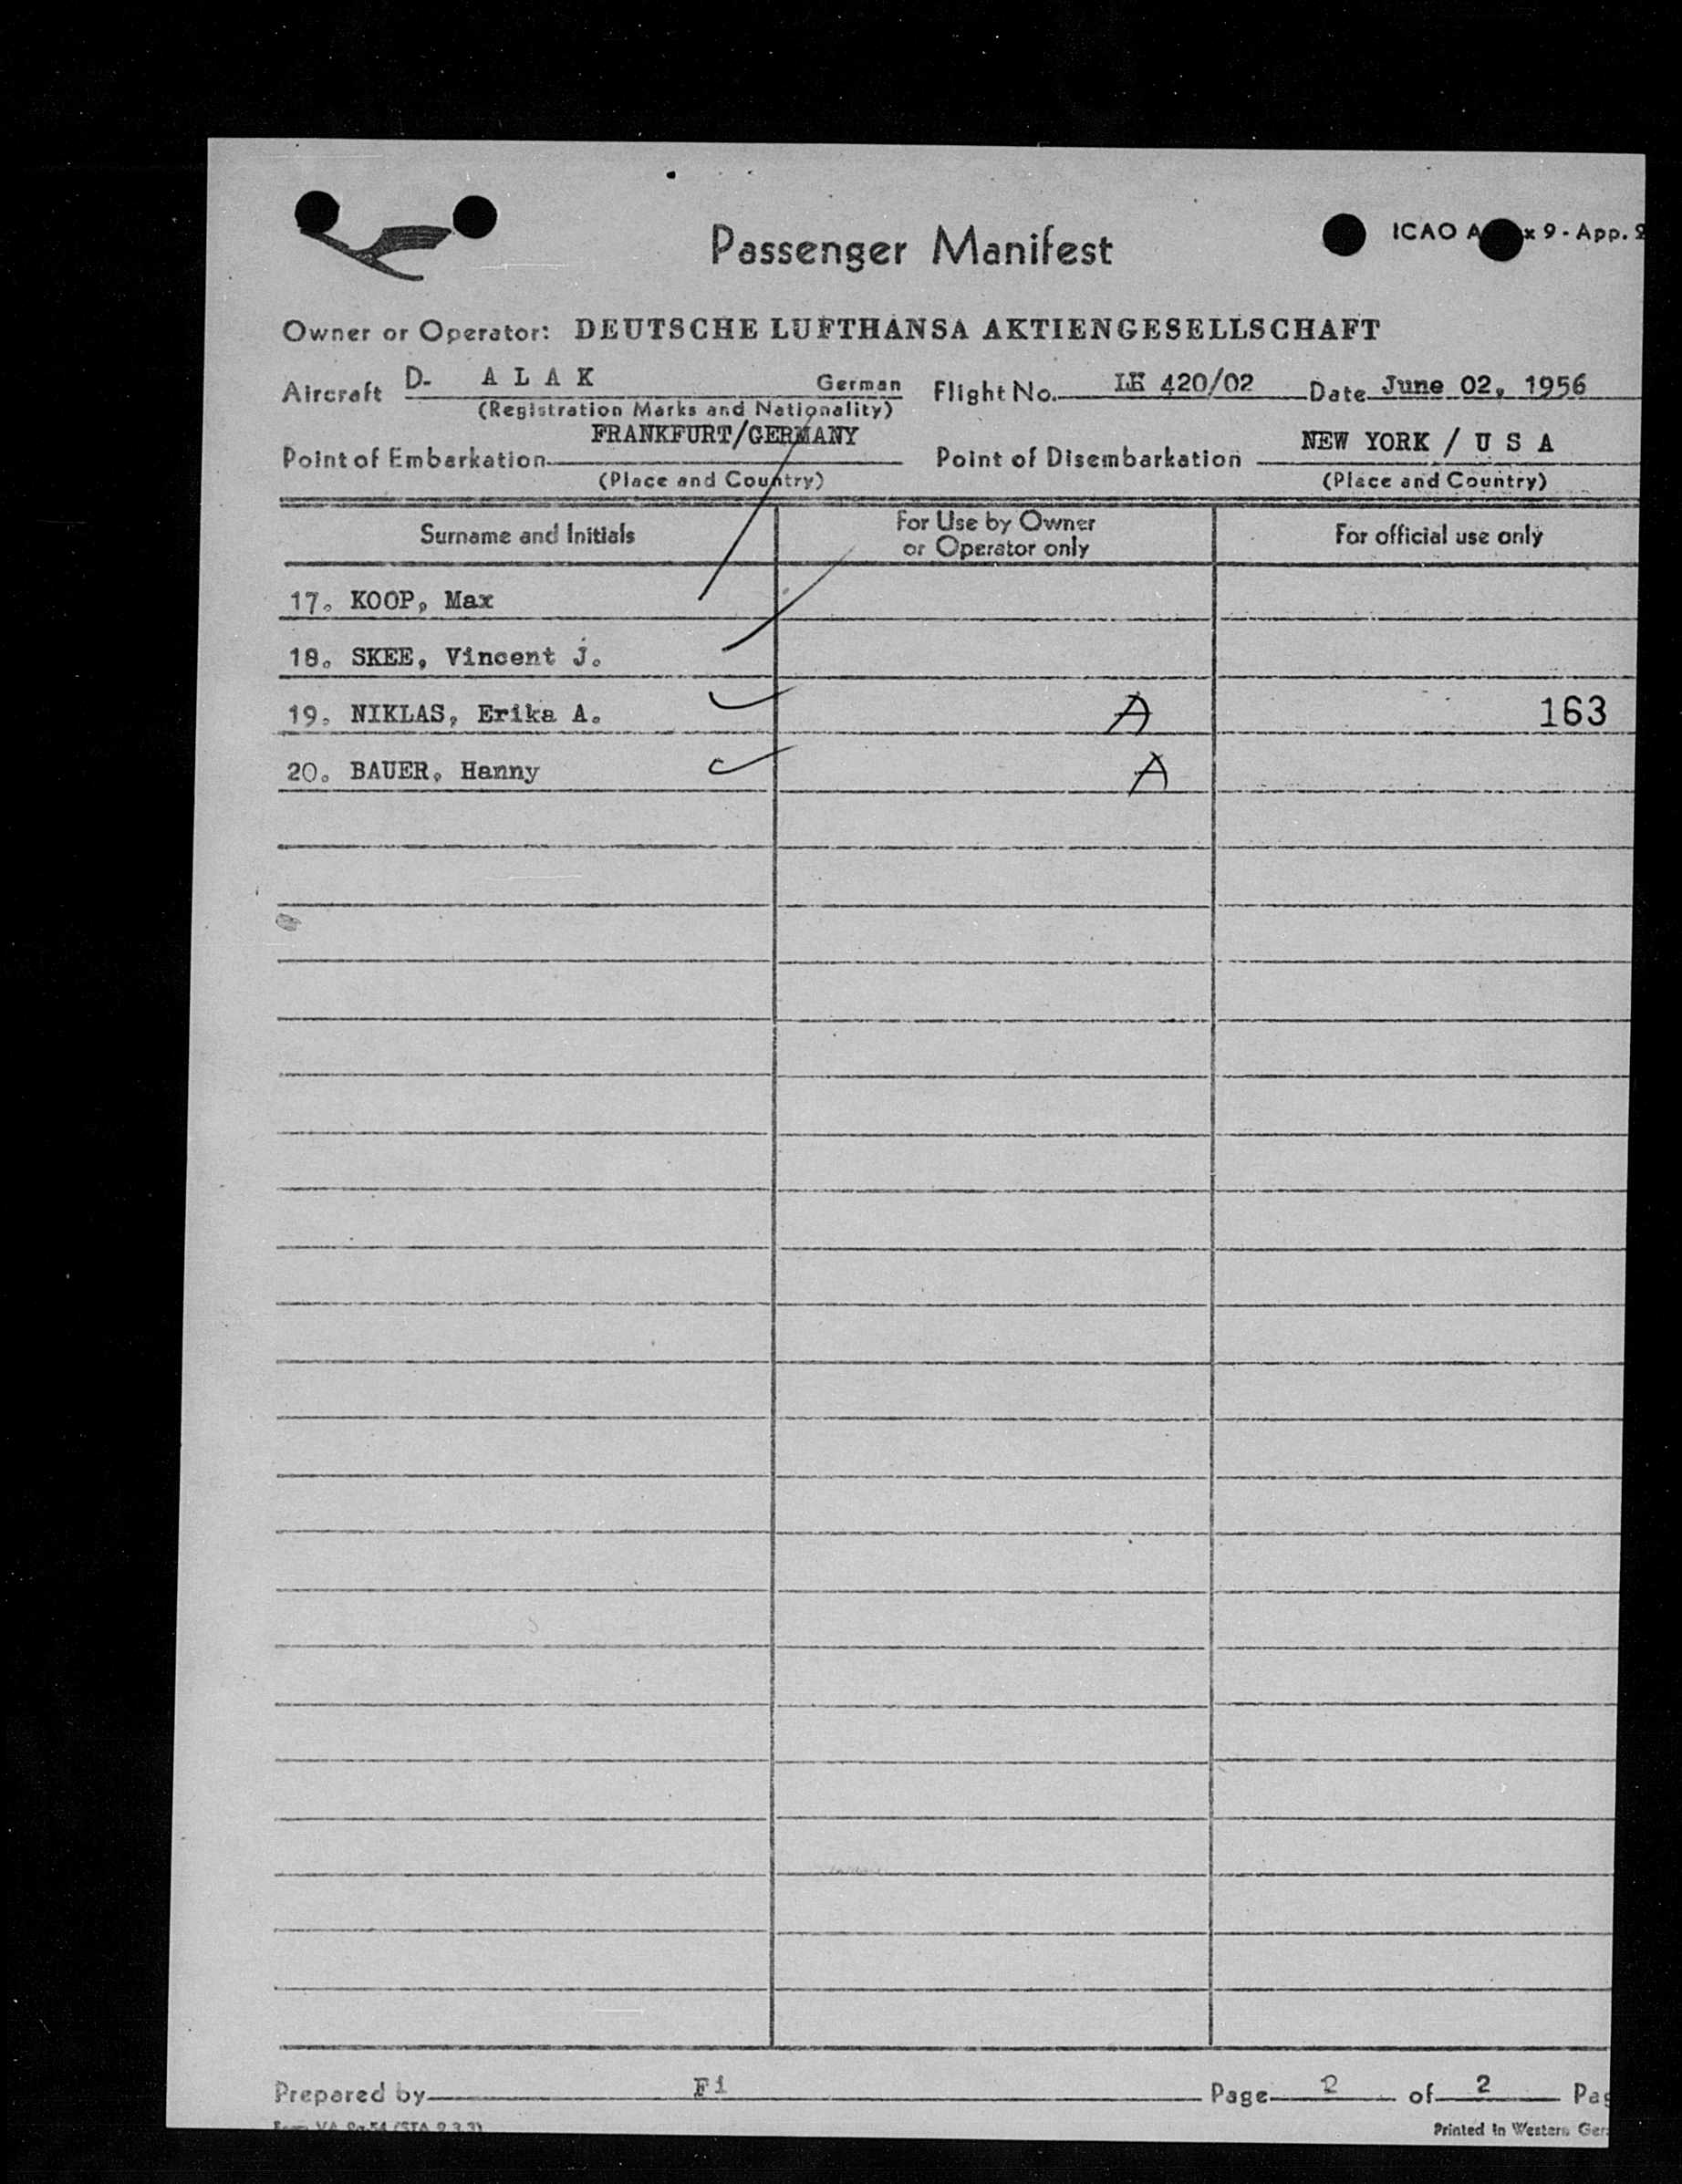 Passenger Manifest
ICAO A x 9 - App. 9
Owner or Operator: DEUTSCHE LUFTHANSA AKTIENGESELLSCHAFT
Aircraft D- A L A K German Flight No. LH 420/02 Date June 02, 1956
(Registration Marks and Nationality)
FRANKFURT/GERMANY NEW YORK / U S A
Point of Embarkation Point of Disembarkation
(Place and Country) (Place and Country)
Surname and Initials For Use by Owner or Operator only For official use only
17. KOOP, Max
18. SKEE, Vincent J.
19. NIKLAS, Erika A. A 163
20. BAUER, Hanny A
Prepared by Fi Page 2 of 2 Pag
Printed in Western Ger